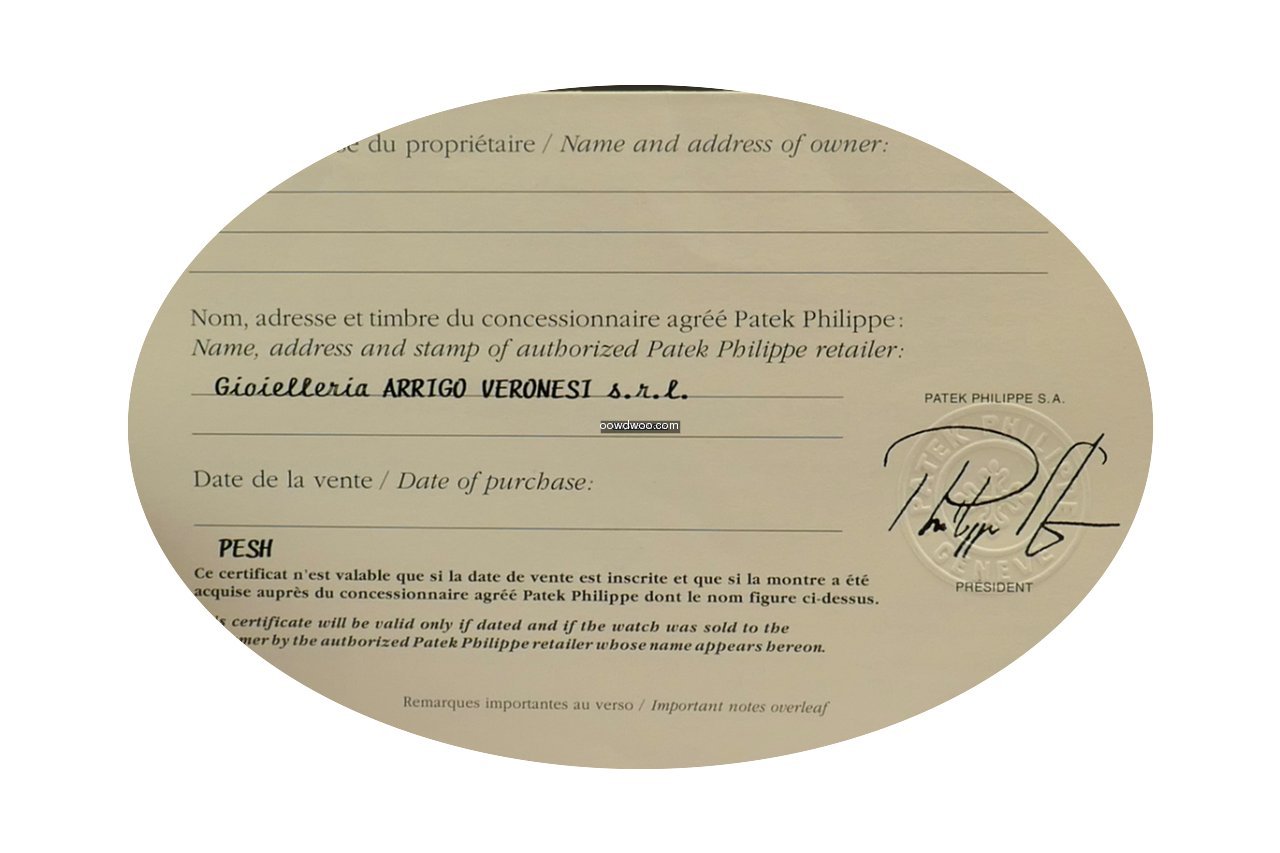 du propriétaire / Name and address of owner:
Nom, adresse et timbre du concessionnaire agréé Patek Philippe:
Name, address and stamp of authorized Patek Philippe retailer:
Gioielleria ARRIGO VERONESI s.r.l.
PATEK PHILIPPE S.A.
oowdwoo.com
PATEK PHILIPPE
GENEVE
Date de la vente / Date of purchase:
PESH
PRÉSIDENT
Ce certificat n'est valable que si la date de vente est inscrite et que si la montre a été
acquise auprès du concessionnaire agréé Patek Philippe dont le nom figure ci-dessus.
certificate will be valid only if dated and if the watch was sold to the
by the authorized Patek Philippe retailer whose name appears hereon.
Remarques importantes au verso / Important notes overleaf